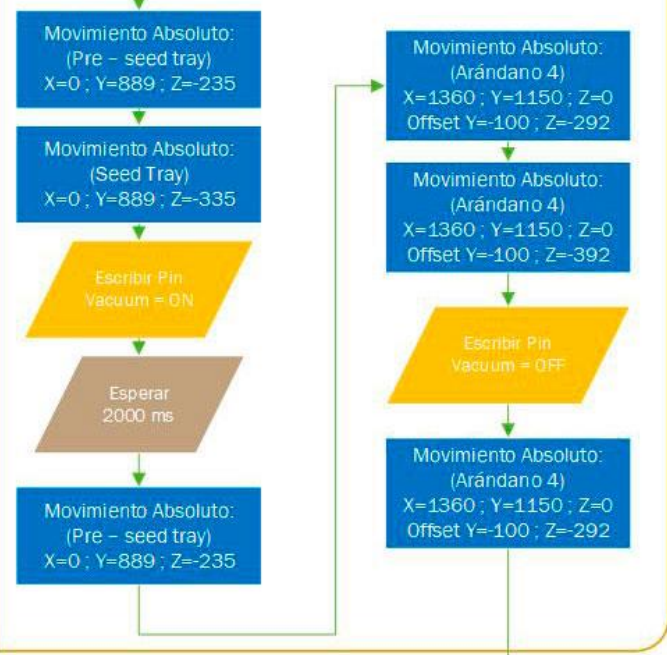 Movimiento Absoluto:
(Pre – seed tray)
X=0 ; Y=889 ; Z=-235
Movimiento Absoluto:
(Seed Tray)
X=0 ; Y=889 ; Z=-335
Escribir Pin
Vacuum = ON
Esperar
2000 ms
Movimiento Absoluto:
(Pre – seed tray)
X=0 ; Y=889 ; Z=-235
Movimiento Absoluto:
(Arándano 4)
X=1360 ; Y=1150 ; Z=0
Offset Y=-100 ; Z=-292
Movimiento Absoluto:
(Arándano 4)
X=1360 ; Y=1150 ; Z=0
Offset Y=-100 ; Z=-392
Escribir Pin
Vacuum = OFF
Movimiento Absoluto:
(Arándano 4)
X=1360 ; Y=1150 ; Z=0
Offset Y=-100 ; Z=-292